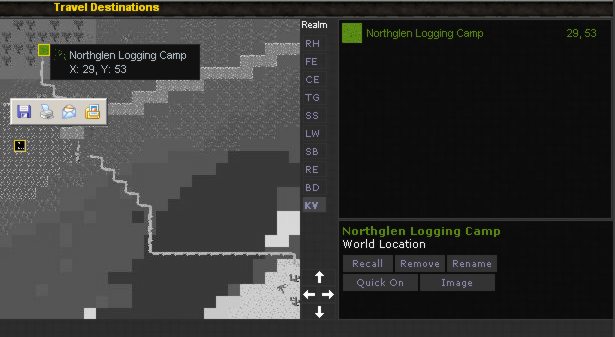 Travel Destinations
Northglen Logging Camp
X: 29, Y: 53
Realm
RH
FE
CE
TG
SS
LW
SB
RE
BD
KV
Northglen Logging Camp 29, 53
Northglen Logging Camp
World Location
Recall Remove Rename
Quick On Image